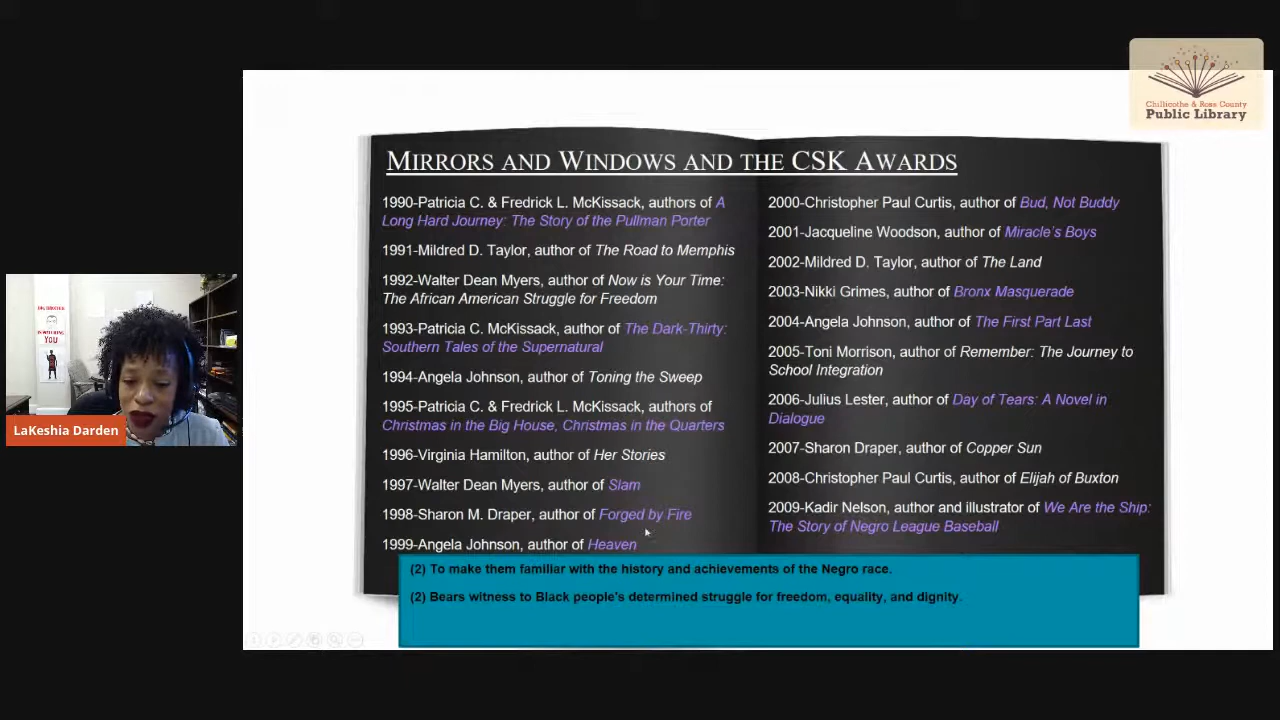 Chillicothe & Ross County
Public Library
MIRRORS AND WINDOWS AND THE CSK AWARDS
1990-Patricia C. & Fredrick L. McKissack, authors of A
Long Hard Journey: The Story of the Pullman Porter
1991-Mildred D. Taylor, author of The Road to Memphis
1992-Walter Dean Myers, author of Now is Your Time:
The African American Struggle for Freedom
1993-Patricia C. McKissack, author of The Dark-Thirty:
Southern Tales of the Supernatural
1994-Angela Johnson, author of Toning the Sweep
1995-Patricia C. & Fredrick L. McKissack, authors of
Christmas in the Big House, Christmas in the Quarters
1996-Virginia Hamilton, author of Her Stories
1997-Walter Dean Myers, author of Slam
1998-Sharon M. Draper, author of Forged by Fire
1999-Angela Johnson, author of Heaven
2000-Christopher Paul Curtis, author of Bud, Not Buddy
2001-Jacqueline Woodson, author of Miracle's Boys
2002-Mildred D. Taylor, author of The Land
2003-Nikki Grimes, author of Bronx Masquerade
2004-Angela Johnson, author of The First Part Last
2005-Toni Morrison, author of Remember: The Journey to
School Integration
2006-Julius Lester, author of Day of Tears: A Novel in
Dialogue
2007-Sharon Draper, author of Copper Sun
2008-Christopher Paul Curtis, author of Elijah of Buxton
2009-Kadir Nelson, author and illustrator of We Are the Ship:
The Story of Negro League Baseball
(2) To make them familiar with the history and achievements of the Negro race.
(2) Bears witness to Black people's determined struggle for freedom, equality, and dignity.
BIG BROTHER
IS WATCHING
YOU
LaKeshia Darden